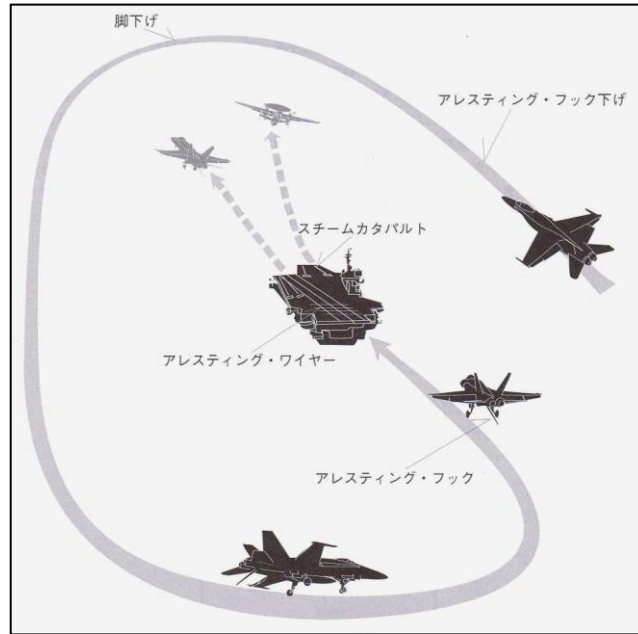 脚下げ
アレスティング・フック下げ
スチームカタパルト
アレスティング・ワイヤー
アレスティング・フック